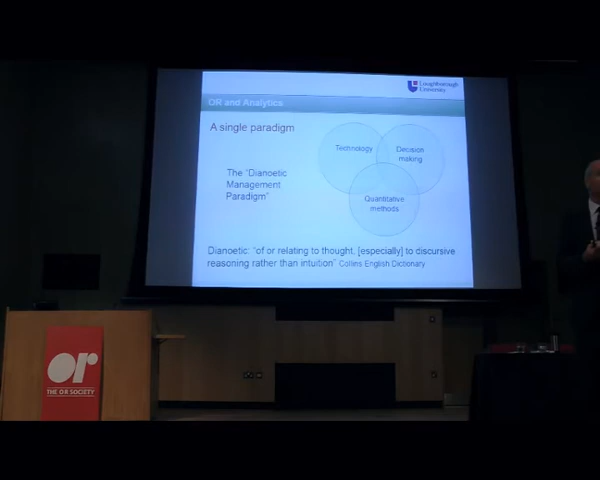 Loughborough
University
OR and Analytics
A single paradigm
Technology
Decision
making
The "Dianoetic
Management
Paradigm"
Quantitative
methods
Dianoetic: "of or relating to thought, [especially] to discursive
reasoning rather than intuition" Collins English Dictionary
or
THE OR SOCIETY